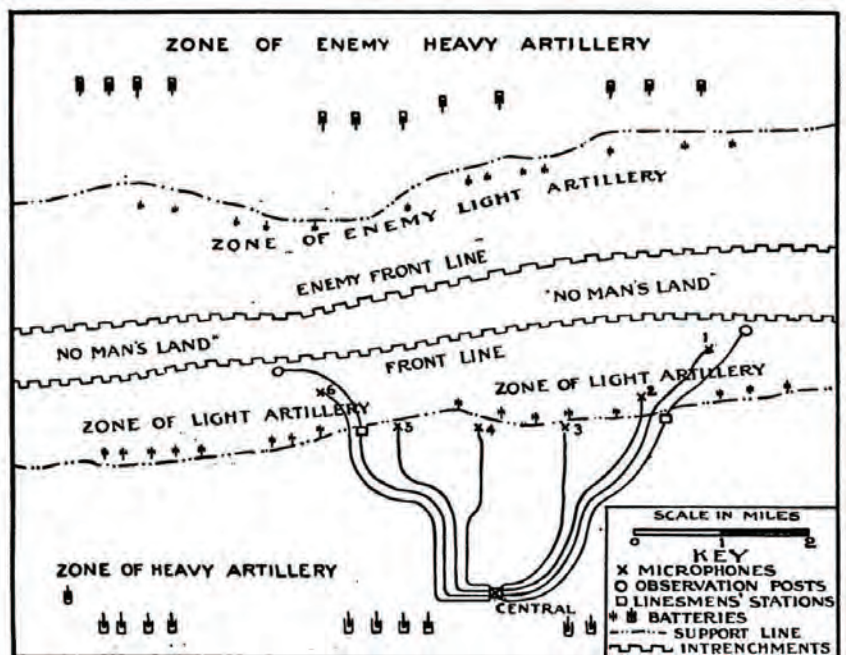 ZONE OF ENEMY HEAVY ARTILLERY
ZONE OF ENEMY LIGHT ARTILLERY
ENEMY FRONT LINE
"NO MAN'S LAND"
NO MAN'S LAND"
FRONT LINE
1
ZONE OF LIGHT ARTILLERY
2
6
ZONE OF LIGHT ARTILLERY
5
4
3
ZONE OF HEAVY ARTILLERY
CENTRAL
SCALE IN MILES
0 1 2
KEY
MICROPHONES
OBSERVATION POSTS
LINESMENS' STATIONS
BATTERIES
SUPPORT LINE
INTRENCHMENTS